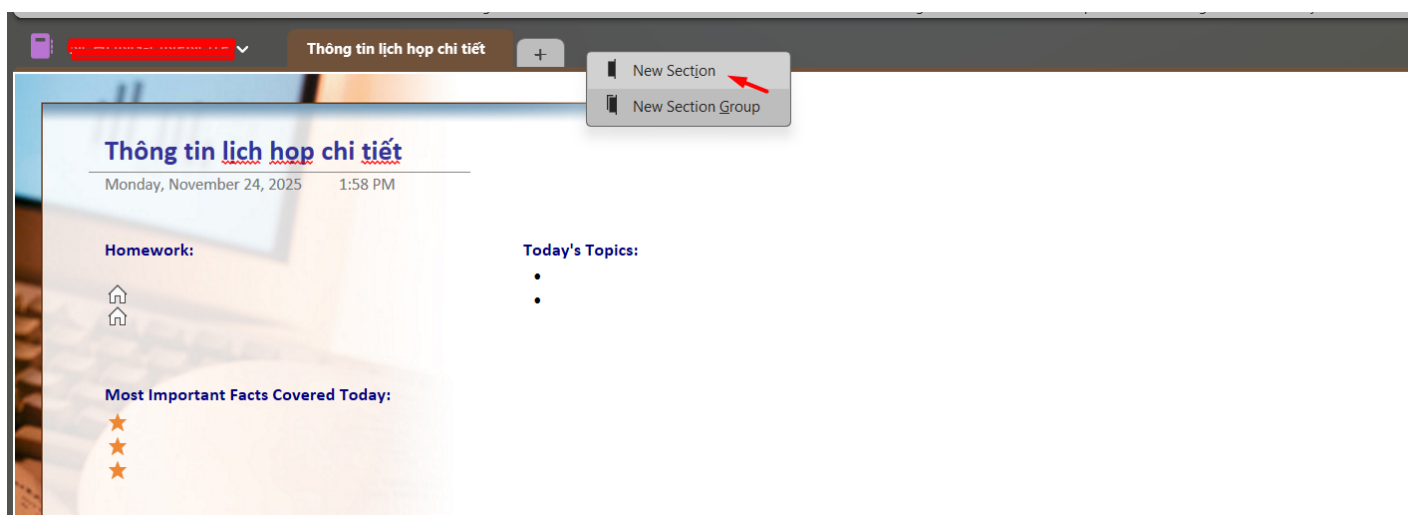 Thông tin lịch họp chi tiết
+
New Section
New Section Group
Thông tin lịch họp chi tiết
Monday, November 24, 2025 1:58 PM
Homework:
Today's Topics:
Most Important Facts Covered Today: